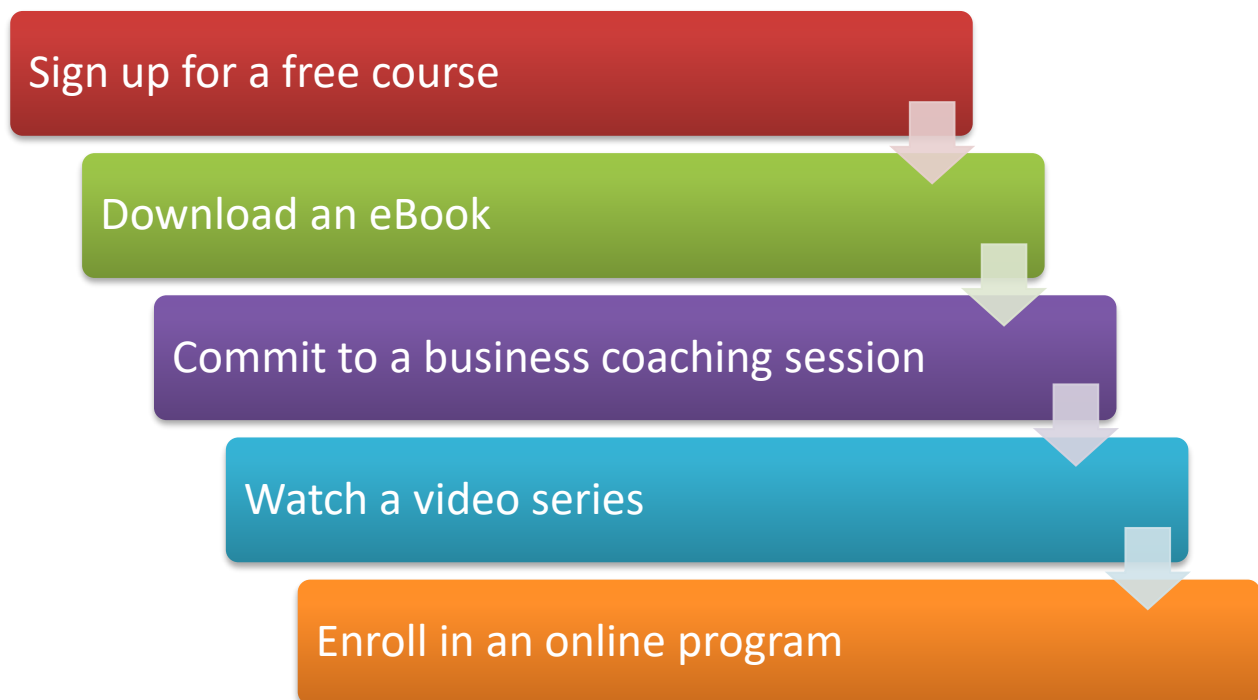 Sign up for a free course
Download an eBook
Commit to a business coaching session
Watch a video series
Enroll in an online program